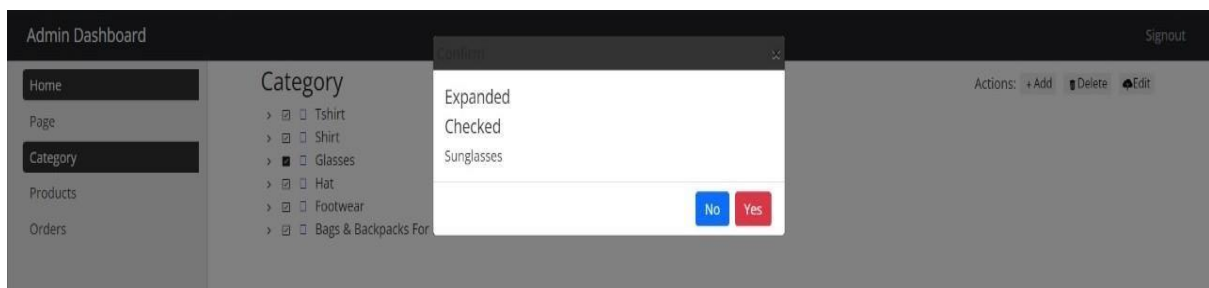 Admin Dashboard
Signout
Confirm
×
Home
Page
Category
Products
Orders
Category
Tshirt
Shirt
Glasses
Hat
Footwear
Bags & Backpacks For
Expanded
Checked
Sunglasses
No
Yes
Actions: +Add Delete Edit